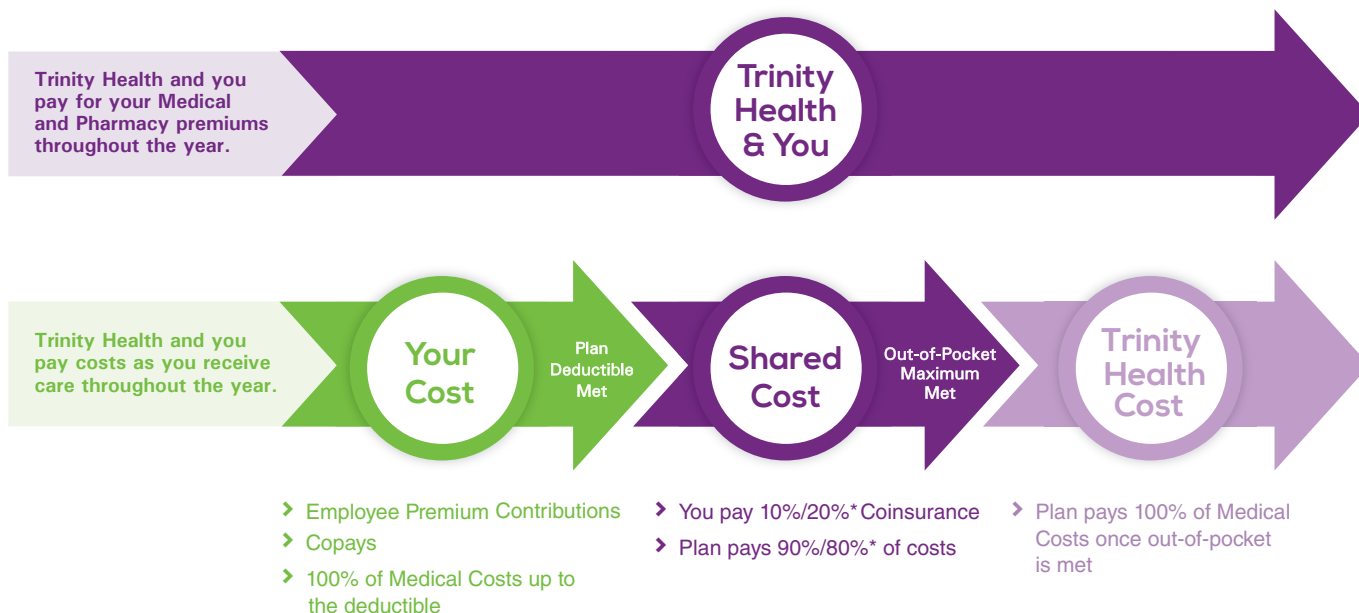 Trinity Health and you
pay for your Medical
and Pharmacy premiums
throughout the year.
Trinity
Health
& You
Trinity Health and you
pay costs as you receive
care throughout the year.
Your
Cost
Plan
Deductible
Met
Shared
Cost
Out-of-Pocket
Maximum
Met
Trinity
Health
Cost
> Employee Premium Contributions
> Copays
> 100% of Medical Costs up to
the deductible
> You pay 10%/20%* Coinsurance
> Plan pays 90%/80%* of costs
> Plan pays 100% of Medical
Costs once out-of-pocket
is met